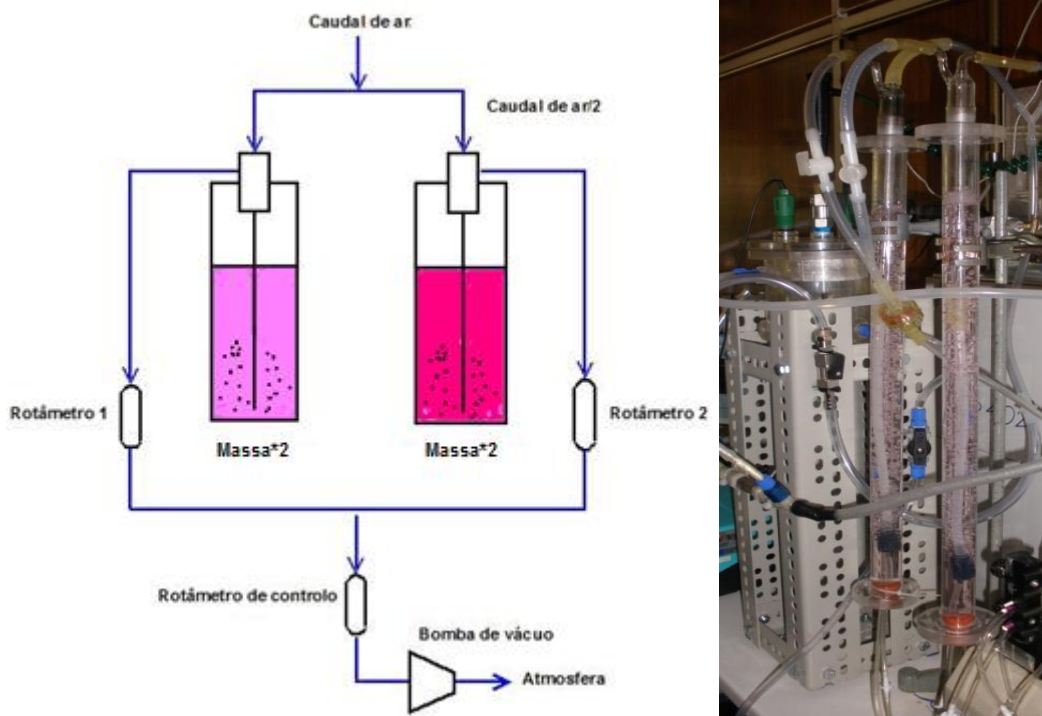 Caudal de ar
Caudal de ar/2
Rotâmetro 1
Rotâmetro 2
Massa*2
Massa*2
Rotâmetro de controlo
Bomba de vácuo
Atmosfera